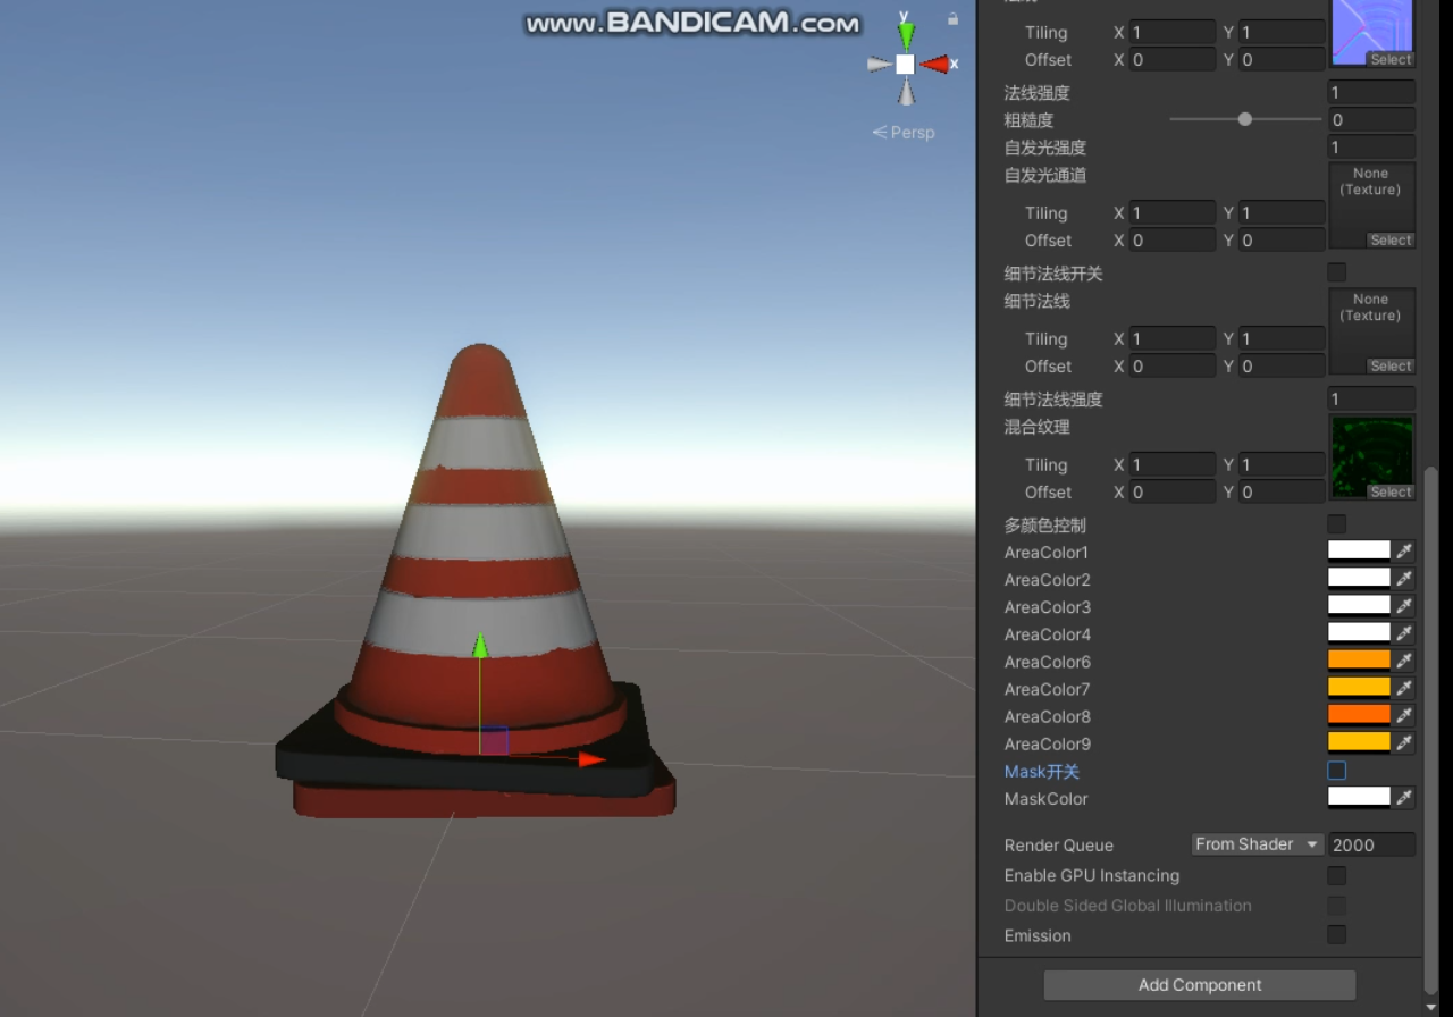 www.BANDICAM.com
y
x
< Persp
Tiling X 1 Y 1
Offset X 0 Y 0
Select
法线强度 1
粗糙度 0
自发光强度 1
自发光通道
None
(Texture)
Tiling X 1 Y 1
Offset X 0 Y 0
Select
细节法线开关
细节法线
None
(Texture)
Tiling X 1 Y 1
Offset X 0 Y 0
Select
细节法线强度 1
混合纹理
Tiling X 1 Y 1
Offset X 0 Y 0
Select
多颜色控制
AreaColor1
AreaColor2
AreaColor3
AreaColor4
AreaColor6
AreaColor7
AreaColor8
AreaColor9
Mask开关
MaskColor
Render Queue From Shader 2000
Enable GPU Instancing
Double Sided Global Illumination
Emission
Add Component